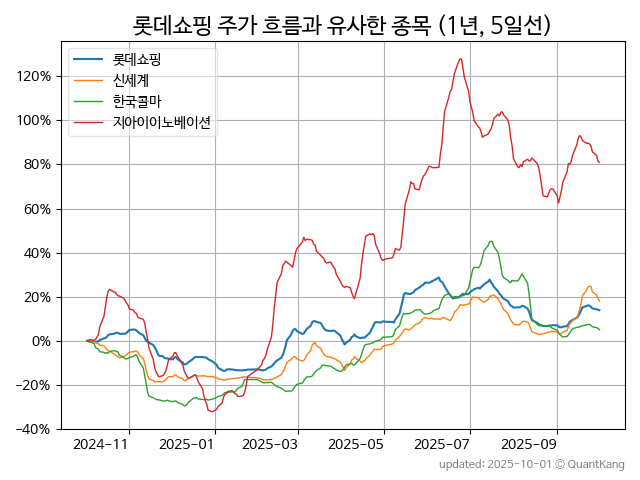 롯데쇼핑 주가 흐름과 유사한 종목 (1년, 5일선)
롯데쇼핑
신세계
한국콜마
지아이이노베이션
120%
100%
80%
60%
40%
20%
0%
−20%
−40%
2024-11
2025-01
2025-03
2025-05
2025-07
2025-09
updated: 2025-10-01 © QuantKang